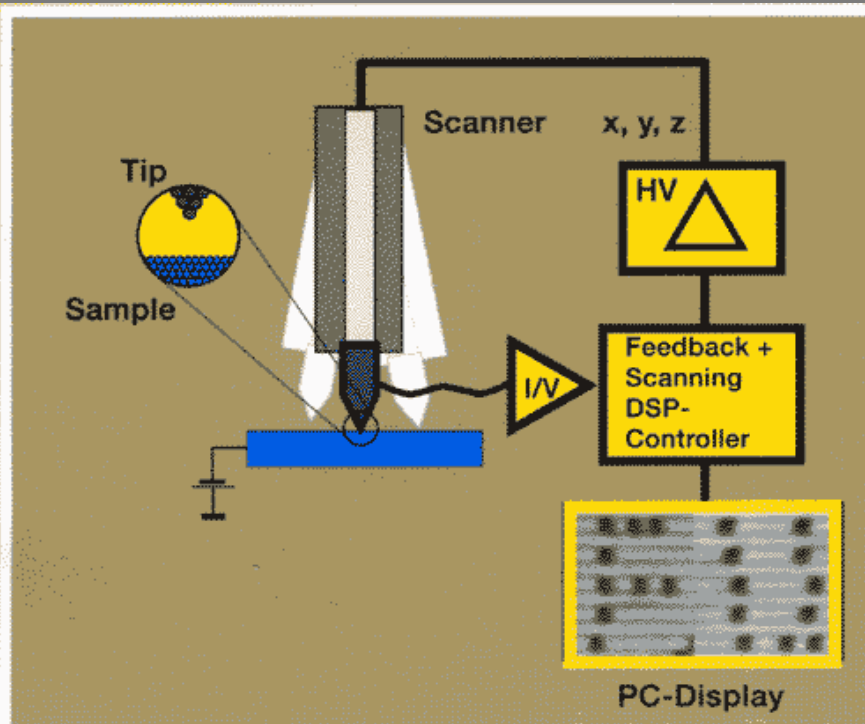 Scanner
x, y, z
Tip
HV
Sample
I/V
Feedback +
Scanning
DSP-
Controller
PC-Display